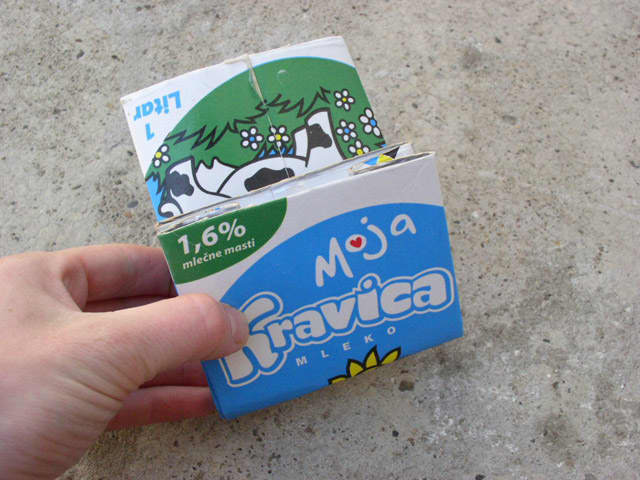 1
Litar
1,6%
mlečne masti
Moja
Kravica
MLEKO